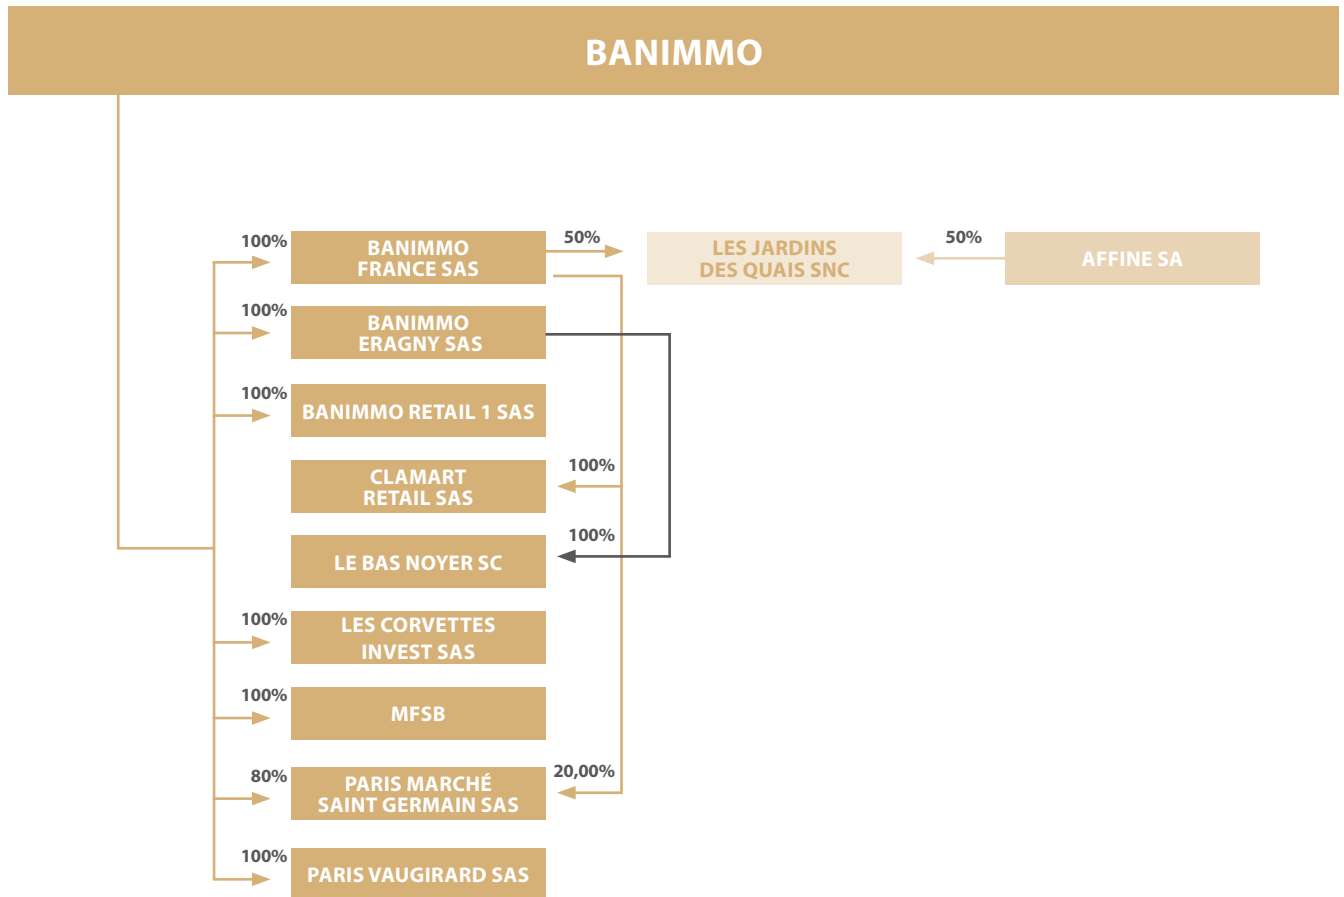 BANIMMO
100%
BANIMMO
FRANCE SAS
50%
LES JARDINS
DES QUAIS SNC
50%
AFFINE SA
100%
BANIMMO
ERAGNY SAS
100%
BANIMMO RETAIL 1 SAS
CLAMART
RETAIL SAS
100%
LE BAS NOYER SC
100%
100%
LES CORVETTES
INVEST SAS
100%
MFSB
80%
PARIS MARCHÉ
SAINT GERMAIN SAS
20,00%
100%
PARIS VAUGIRARD SAS